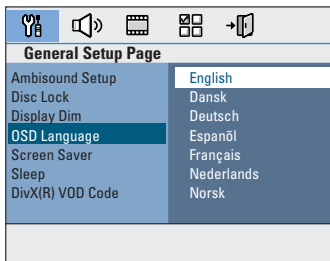 General Setup Page
Ambisound Setup
Disc Lock
Display Dim
OSD Language
Screen Saver
Sleep
DivX(R) VOD Code
English
Dansk
Deutsch
Espanõl
Français
Nederlands
Norsk